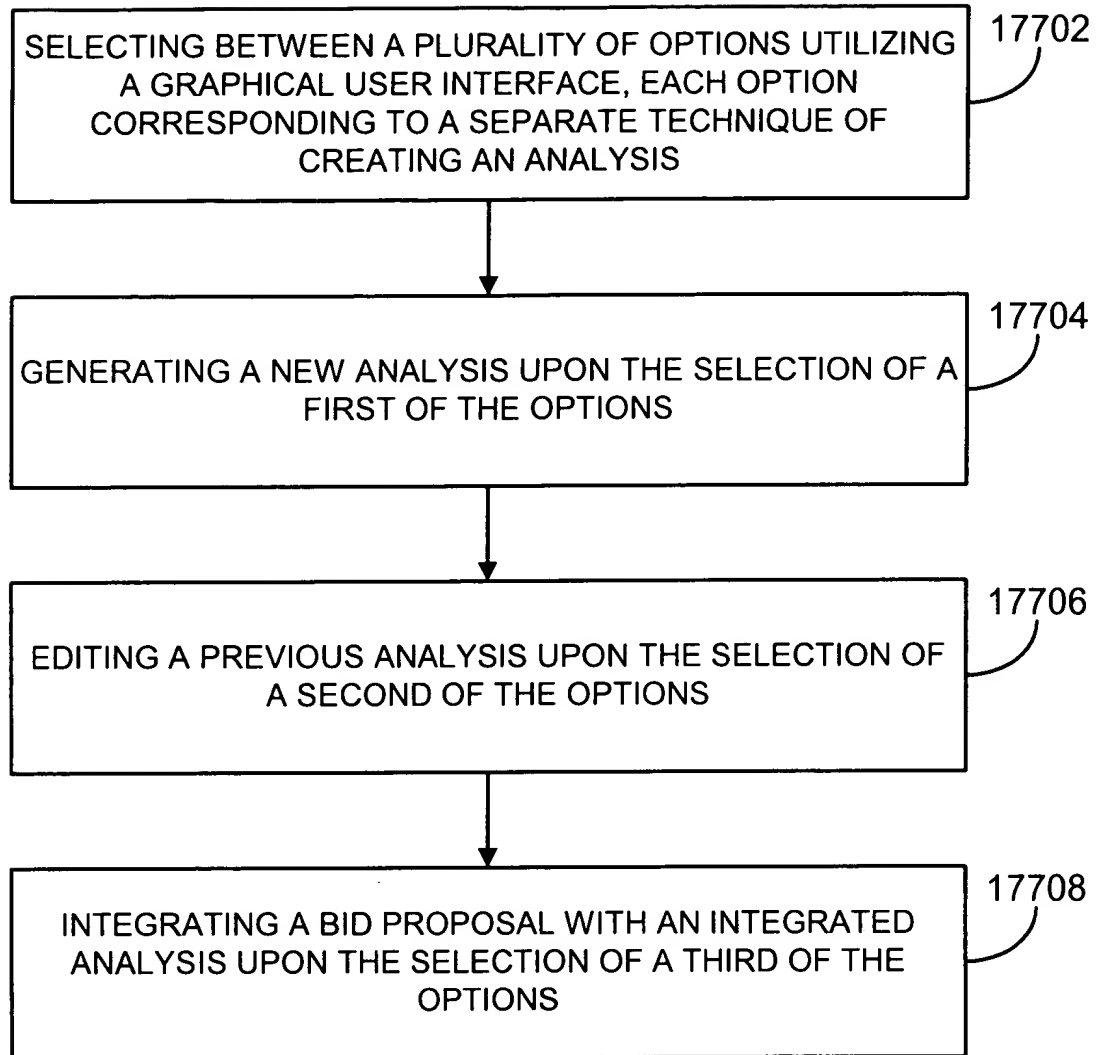 SELECTING BETWEEN A PLURALITY OF OPTIONS UTILIZING
A GRAPHICAL USER INTERFACE, EACH OPTION
CORRESPONDING TO A SEPARATE TECHNIQUE OF
CREATING AN ANALYSIS
17702
GENERATING A NEW ANALYSIS UPON THE SELECTION OF A
FIRST OF THE OPTIONS
17704
EDITING A PREVIOUS ANALYSIS UPON THE SELECTION OF
A SECOND OF THE OPTIONS
17706
INTEGRATING A BID PROPOSAL WITH AN INTEGRATED
ANALYSIS UPON THE SELECTION OF A THIRD OF THE
OPTIONS
17708